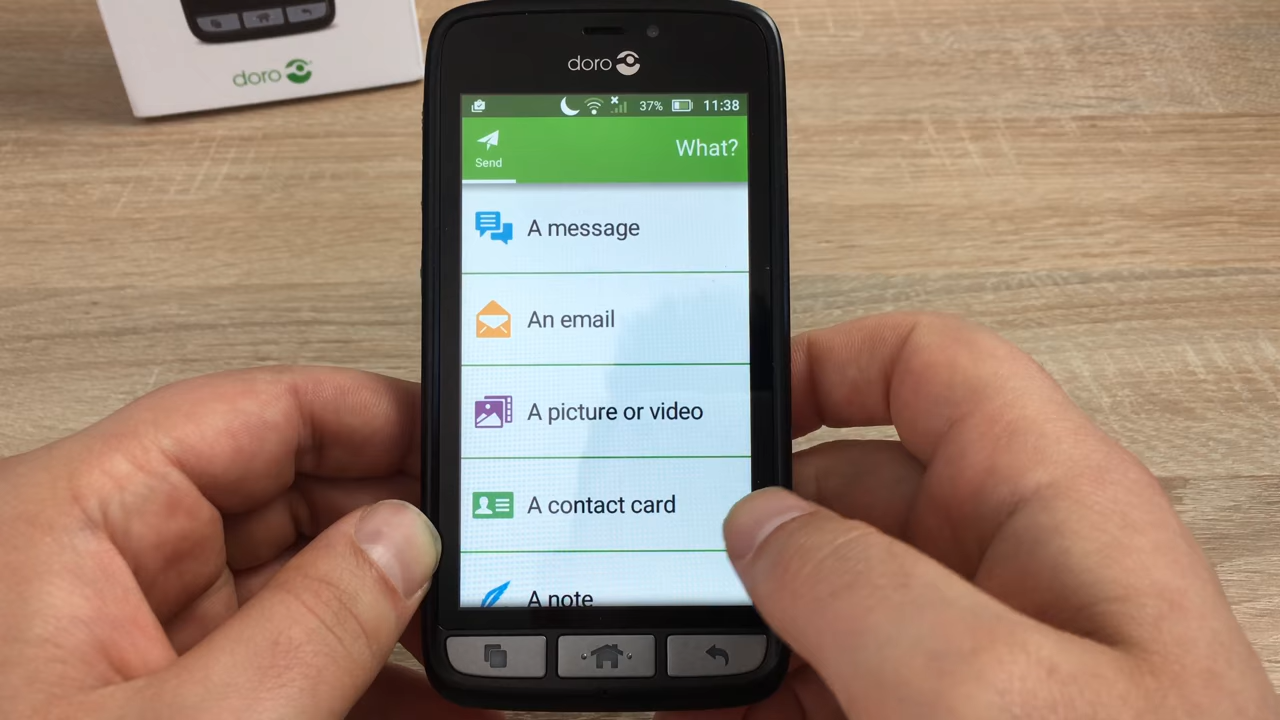 doro
doro
37% 11:38
Send
What?
A message
An email
A picture or video
A contact card
A note